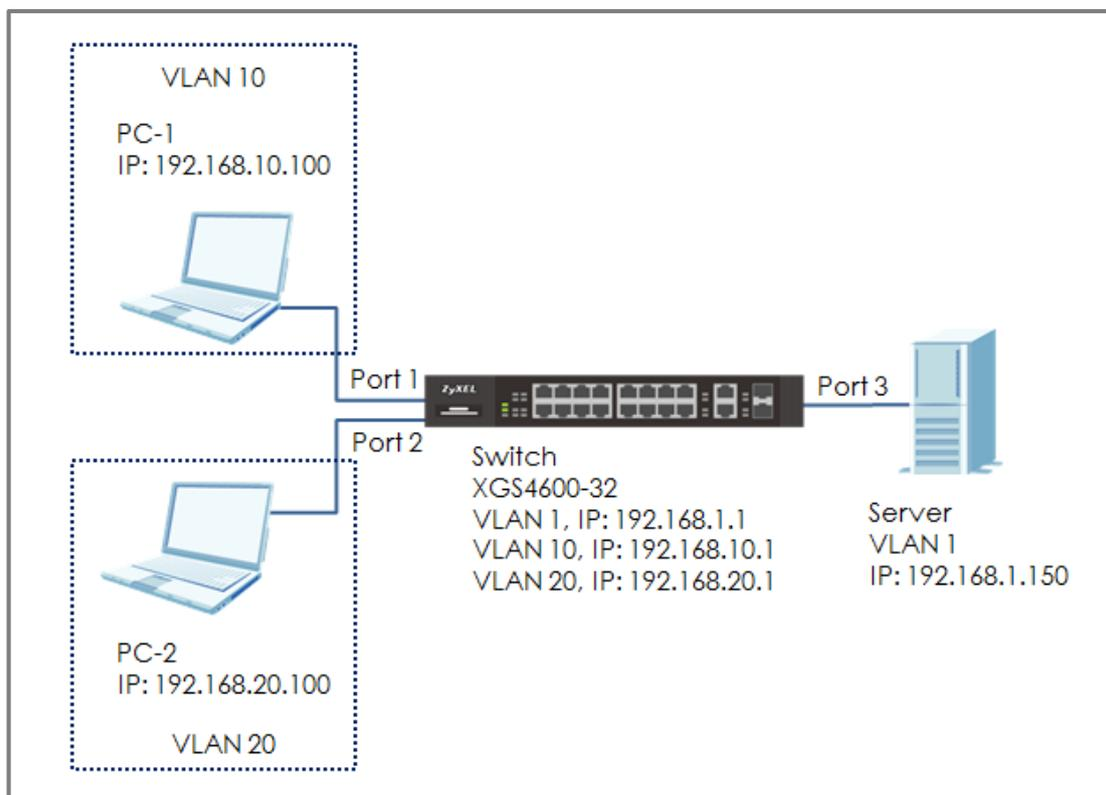 VLAN 10
PC-1
IP: 192.168.10.100
Port 1
ZyXEL
Port 3
Port 2
Switch
XGS4600-32
VLAN 1, IP: 192.168.1.1
VLAN 10, IP: 192.168.10.1
VLAN 20, IP: 192.168.20.1
Server
VLAN 1
IP: 192.168.1.150
PC-2
IP: 192.168.20.100
VLAN 20